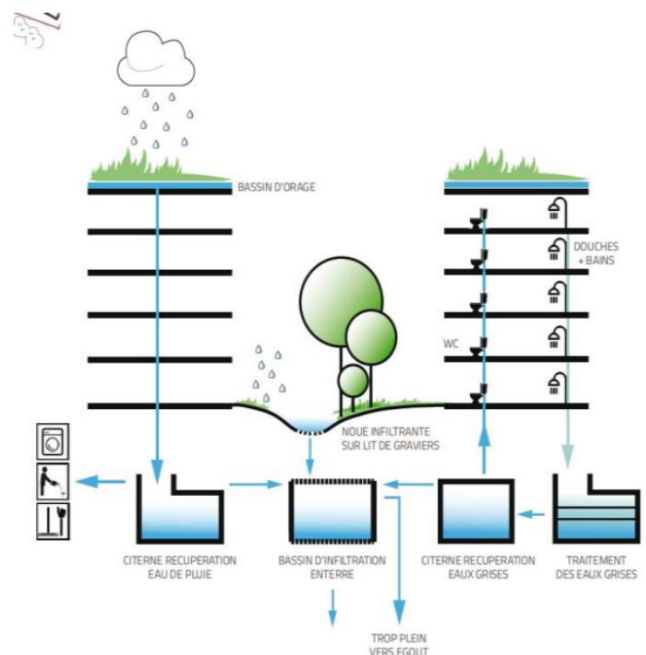 BASSIN D'ORAGE
DOUCHES
+ BAINS
WC
NOUE INFILTRANTE
SUR LIT DE GRAVIERS
CITERNE RECUPERATION
EAU DE PLUIE
BASSIN D'INFILTRATION
ENTERRE
CITERNE RECUPERATION
EAUX GRISES
TRAITEMENT
DES EAUX GRISES
TROP PLEIN
VERS EGOUT